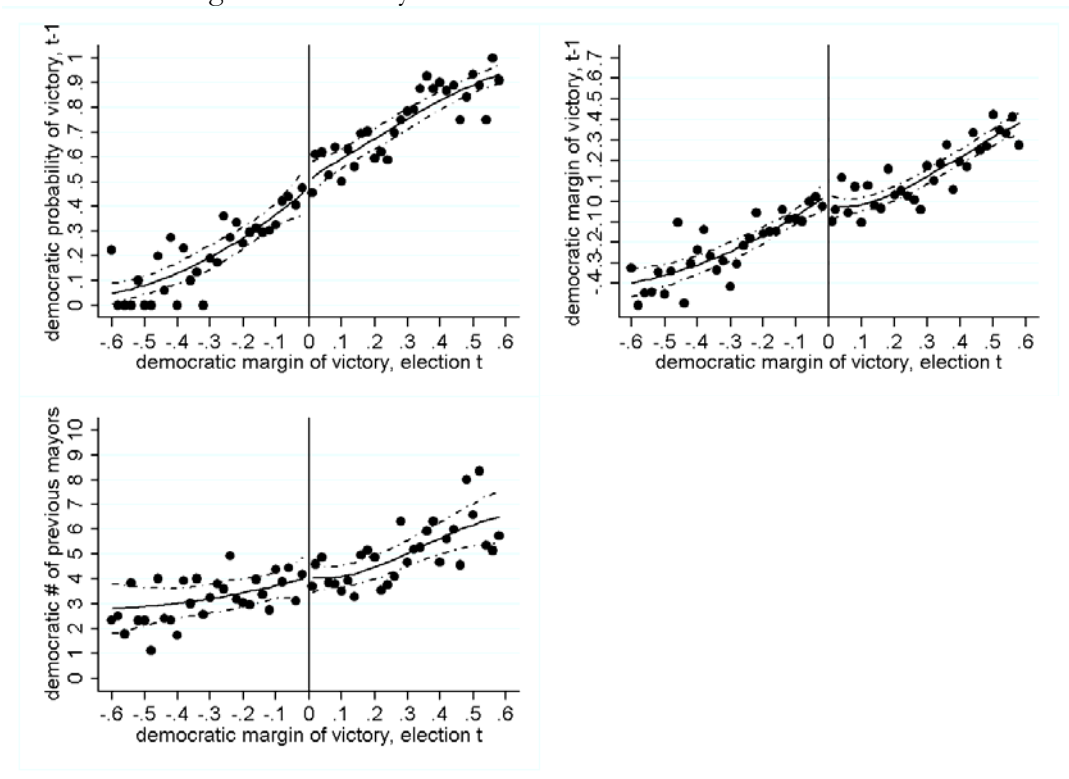 democratic probability of victory, t-1
1
.9
.8
.7
.6
.5
.4
.3
.2
.1
0
-.6 -.5 -.4 -.3 -.2 -.1 0 .1 .2 .3 .4 .5 .6
democratic margin of victory, election t
democratic margin of victory, t-1
-.4-.3-.2-.1 0 .1 .2 .3 .4 .5 .6 .7
-.6 -.5 -.4 -.3 -.2 -.1 0 .1 .2 .3 .4 .5 .6
democratic margin of victory, election t
democratic # of previous mayors
10
9
8
7
6
5
4
3
2
1
0
-.6 -.5 -.4 -.3 -.2 -.1 0 .1 .2 .3 .4 .5 .6
democratic margin of victory, election t